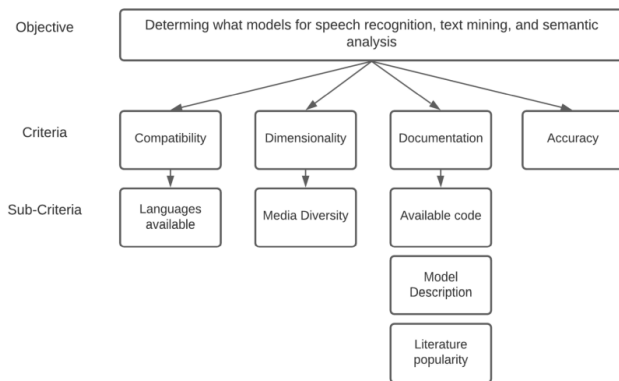 Objective
Determing what models for speech recognition, text mining, and semantic
analysis
Criteria
Compatibility
Dimensionality
Documentation
Accuracy
Sub-Criteria
Languages
available
Media Diversity
Available code
Model
Description
Literature
popularity